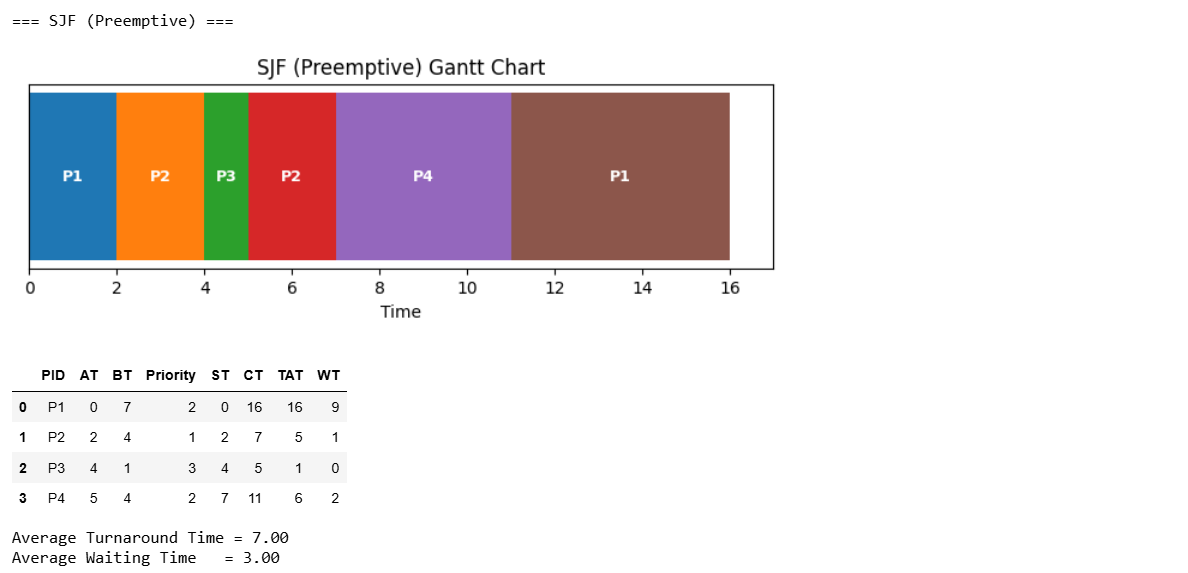 === SJF (Preemptive) ===
SJF (Preemptive) Gantt Chart
P1 P2 P3 P2 P4 P1
0 2 4 6 8 10 12 14 16
Time
PID AT BT Priority ST CT TAT WT
0 P1 0 7 2 0 16 16 9
1 P2 2 4 1 2 7 5 1
2 P3 4 1 3 4 5 1 0
3 P4 5 4 2 7 11 6 2
Average Turnaround Time = 7.00
Average Waiting Time   = 3.00